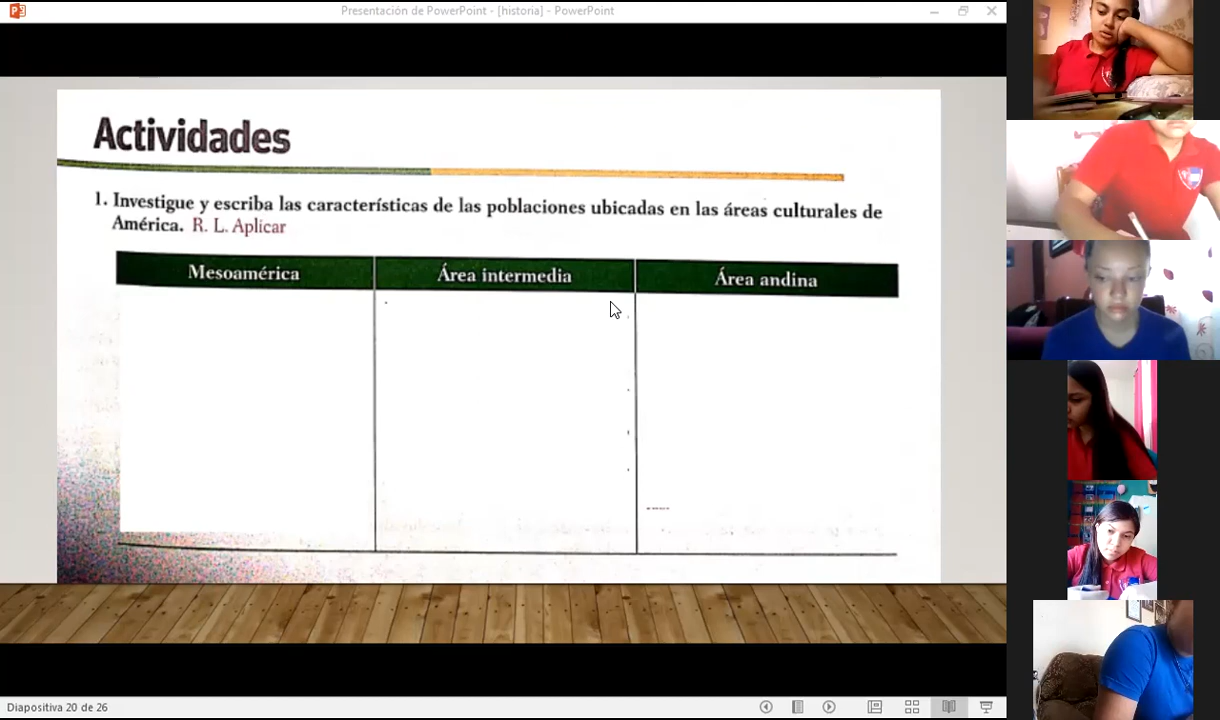 Presentación de PowerPoint - [historia] - PowerPoint
Actividades
1. Investigue y escriba las características de las poblaciones ubicadas en las áreas culturales de
América. R. L. Aplicar
Mesoamérica Área intermedia Área andina
Diapositiva 20 de 26